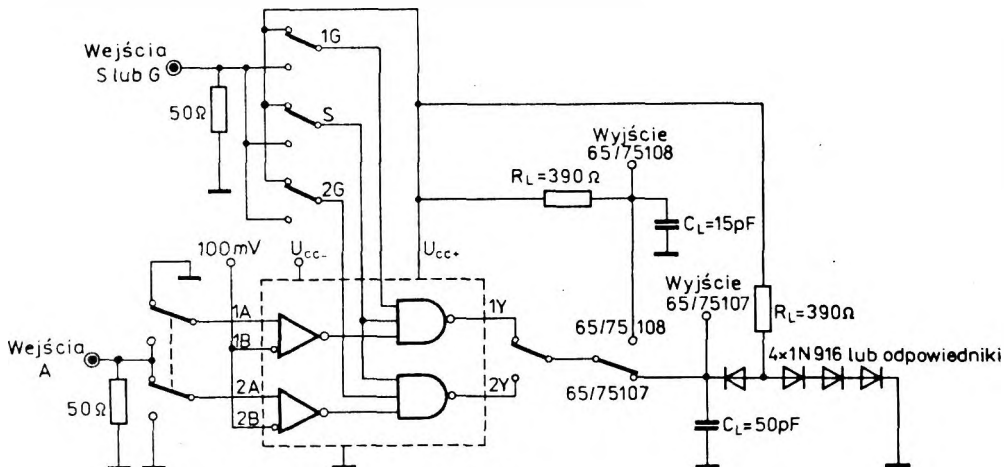 Wejścia
S lub G
50Ω
1G
S
2G
Wyjście
65/75108
R_L=390Ω
C_L=15pF
100mV
U_cc-
U_cc+
Wyjście
65/75107
R_L=390Ω
1A
1B
1Y
65/75108
4×1N916 lub odpowiedniki
Wejścia
A
50Ω
2A
2B
2Y
65/75107
C_L=50pF